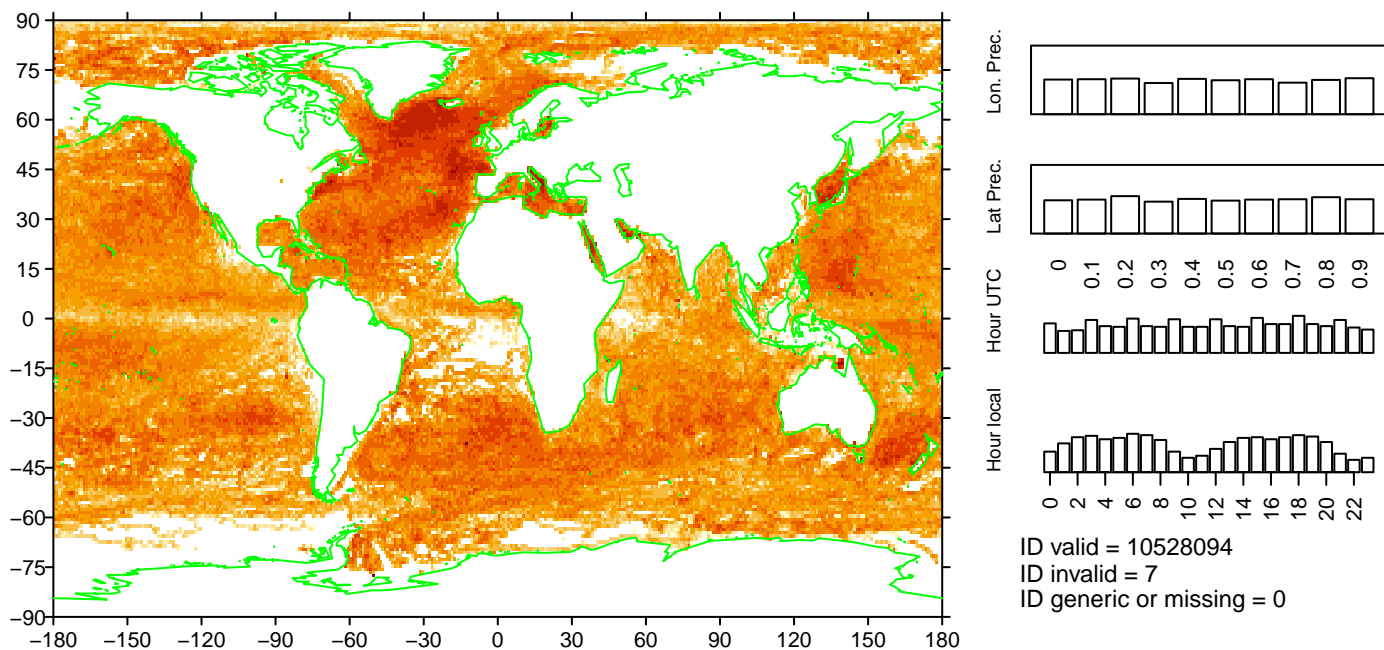 90
75
60
45
30
15
0
−15
−30
−45
−60
−75
−90
−180 −150 −120 −90 −60 −30 0 30 60 90 120 150 180
Lon. Prec.
Lat Prec.
0 0.1 0.2 0.3 0.4 0.5 0.6 0.7 0.8 0.9
Hour UTC
Hour local
0 2 4 6 8 10 12 14 16 18 20 22
ID valid = 10528094
ID invalid = 7
ID generic or missing = 0